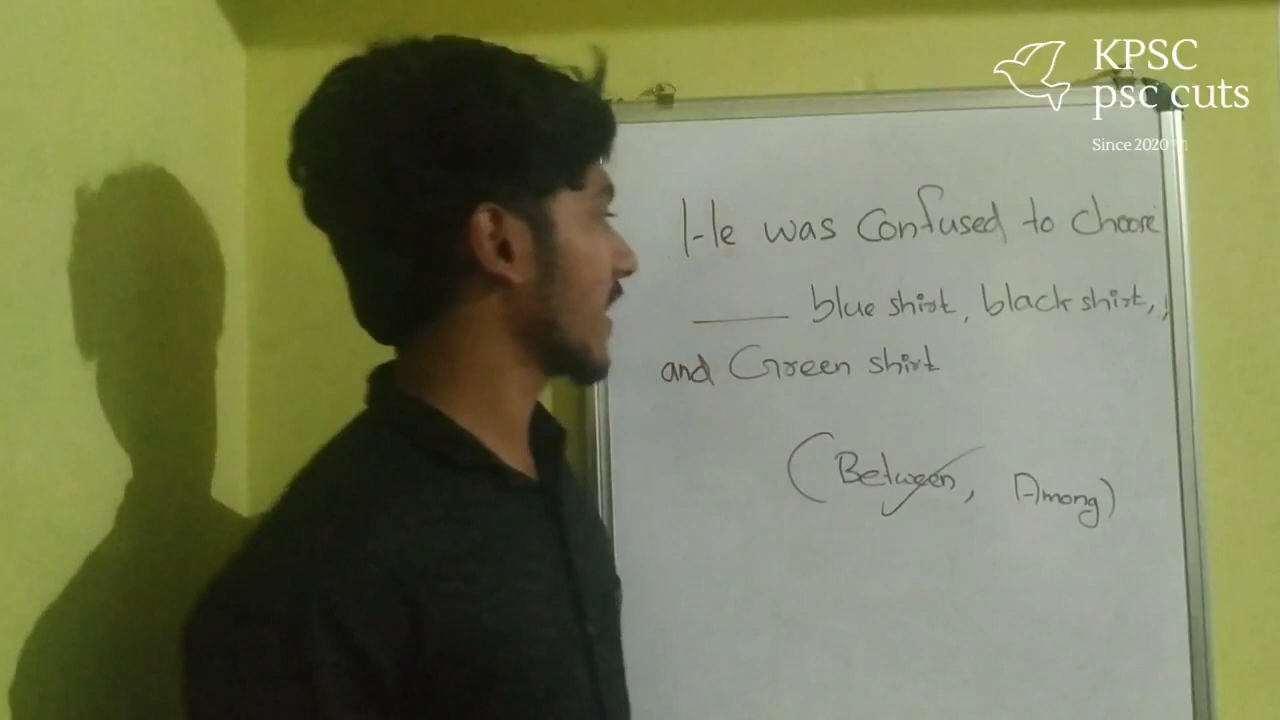 KPSC
psc cuts
Since 2020
He was confused to choose
______ blue shirt, black shirt,
and Green shirt
(Between, Among)